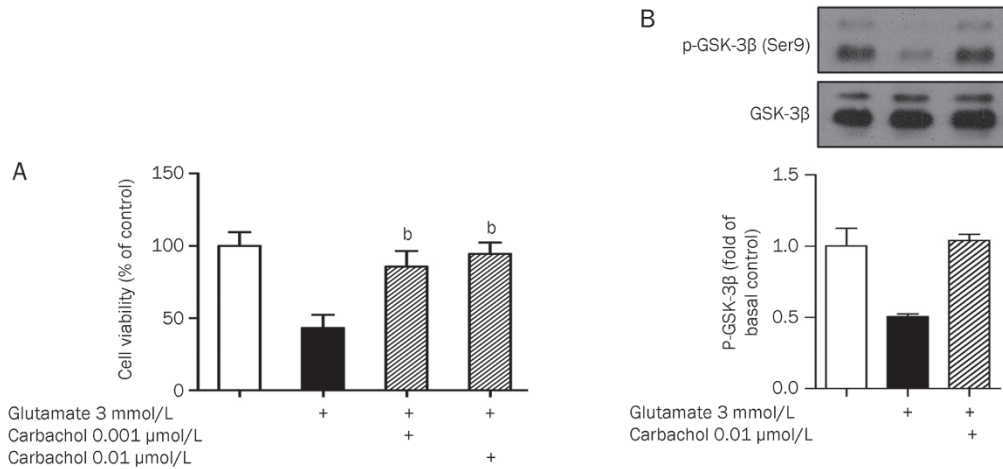 A
Cell viability (% of control)
150
100
50
0
b
b
Glutamate 3 mmol/L + + +
Carbachol 0.001 μmol/L +
Carbachol 0.01 μmol/L +
B
p-GSK-3β (Ser9)
GSK-3β
P-GSK-3β (fold of
basal control)
1.5
1.0
0.5
0.0
Glutamate 3 mmol/L + +
Carbachol 0.01 μmol/L +